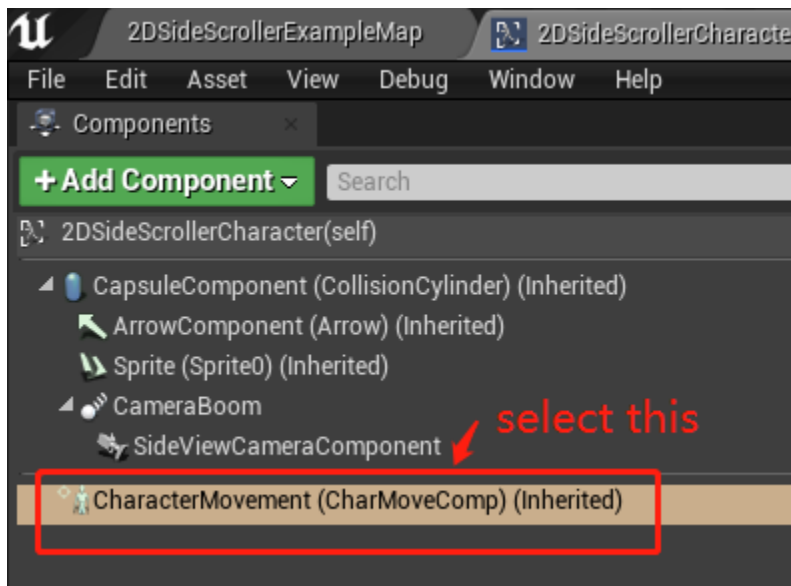 2DSideScrollerExampleMap
2DSideScrollerCharacte
File Edit Asset View Debug Window Help
Components
+Add Component Search
2DSideScrollerCharacter(self)
CapsuleComponent (CollisionCylinder) (Inherited)
ArrowComponent (Arrow) (Inherited)
Sprite (Sprite0) (Inherited)
CameraBoom
select this
SideViewCameraComponent
CharacterMovement (CharMoveComp) (Inherited)